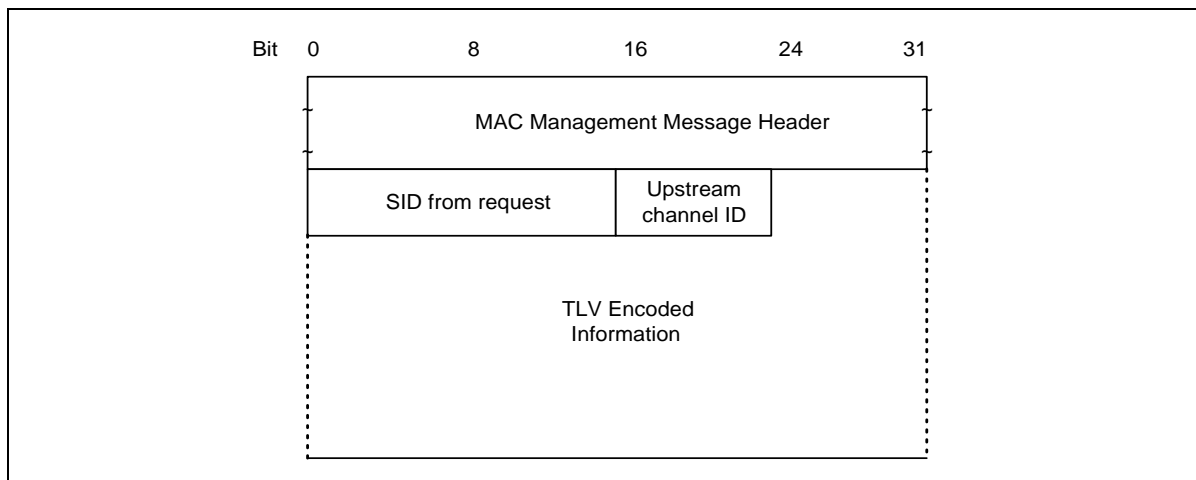 Bit 0 8 16 24 31
MAC Management Message Header
SID from request
Upstream
channel ID
TLV Encoded
Information